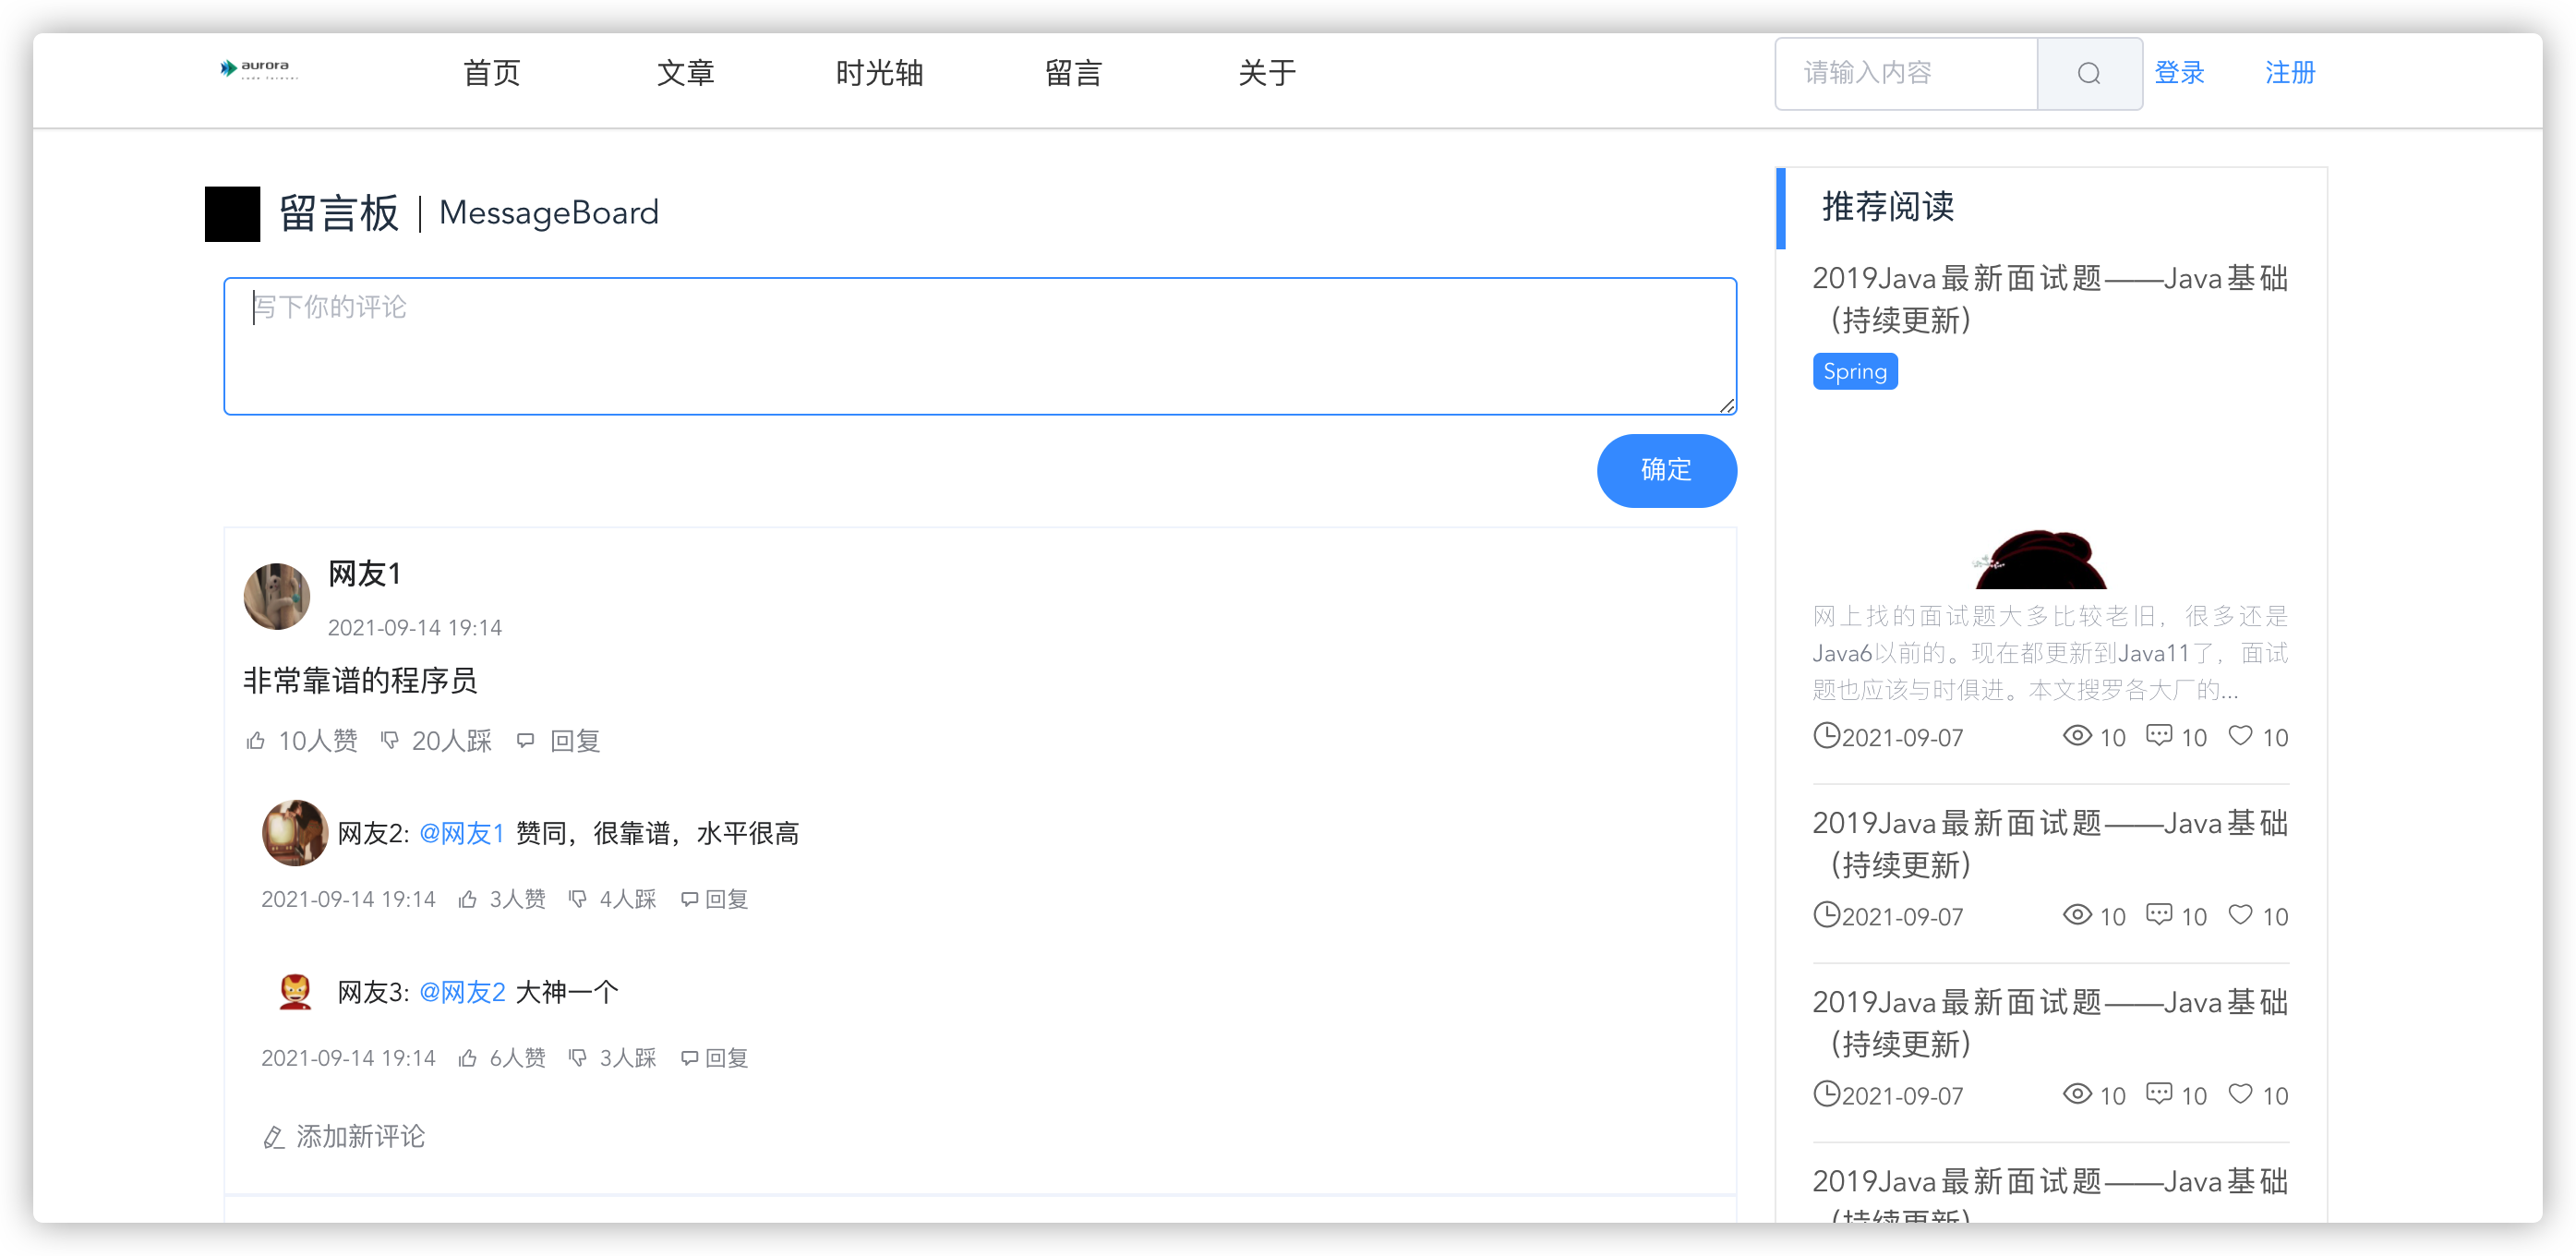 aurora
code forever
首页
文章
时光轴
留言
关于
请输入内容
登录
注册
留言板｜MessageBoard
写下你的评论
确定
网友1
2021-09-14 19:14
非常靠谱的程序员
10人赞 20人踩 回复
网友2: @网友1 赞同，很靠谱，水平很高
2021-09-14 19:14 3人赞 4人踩 回复
网友3: @网友2 大神一个
2021-09-14 19:14 6人赞 3人踩 回复
添加新评论
推荐阅读
2019Java最新面试题——Java基础
（持续更新）
Spring
网上找的面试题大多比较老旧，很多还是
Java6以前的。现在都更新到Java11了，面试
题也应该与时俱进。本文搜罗各大厂的...
2021-09-07 10 10 10
2019Java最新面试题——Java基础
（持续更新）
2021-09-07 10 10 10
2019Java最新面试题——Java基础
（持续更新）
2021-09-07 10 10 10
2019Java最新面试题——Java基础
（持续更新）